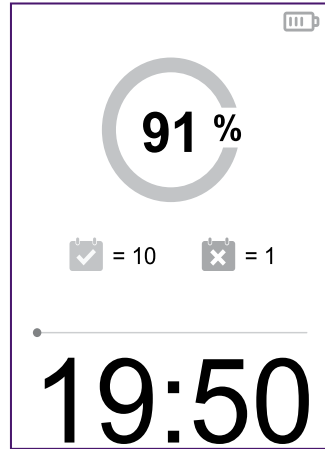 91 %
= 10 = 1
19:50